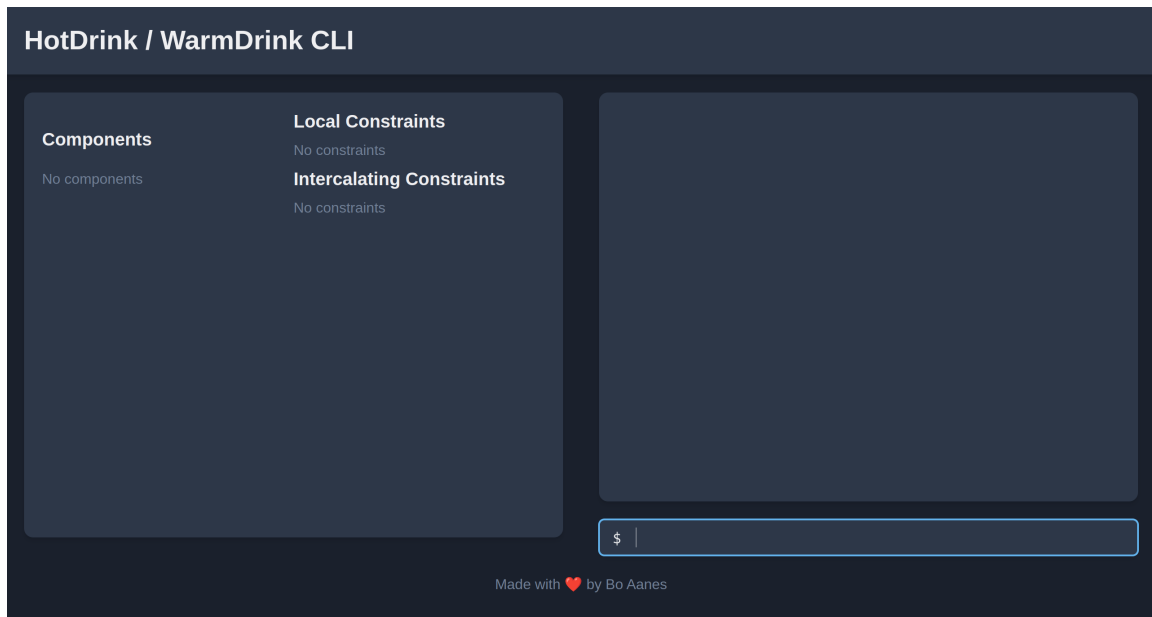 HotDrink / WarmDrink CLI
Components
No components
Local Constraints
No constraints
Intercalating Constraints
No constraints
$
Made with ❤️ by Bo Aanes